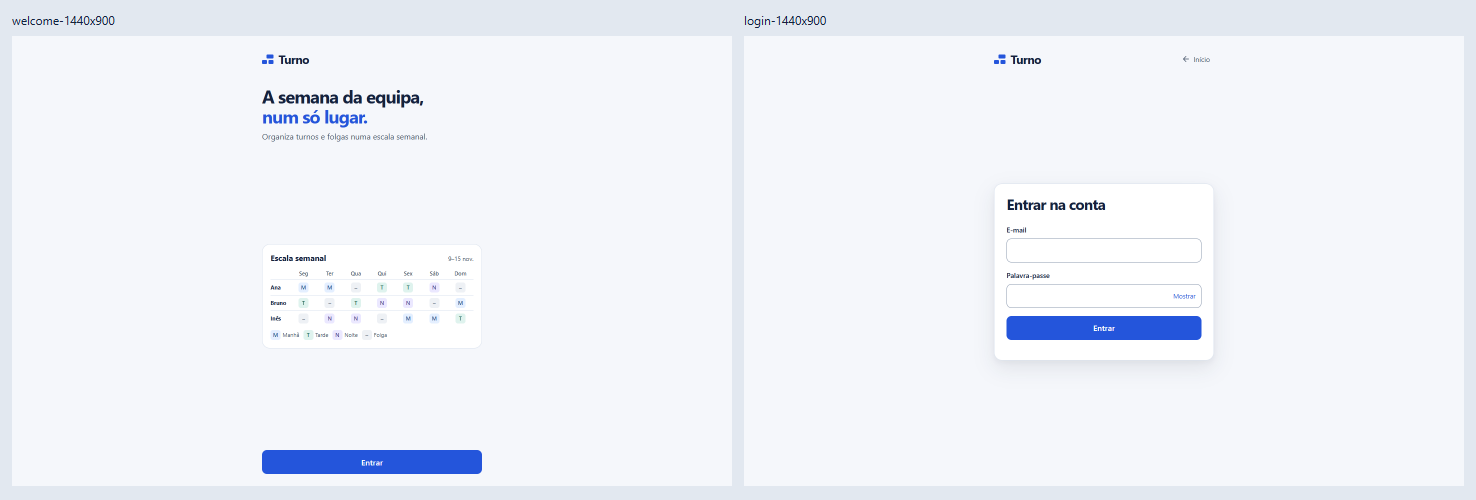 welcome-1440x900
Turno
A semana da equipa,
num só lugar.
Organiza turnos e folgas numa escala semanal.
Escala semanal 9–15 nov.
Seg Ter Qua Qui Sex Sáb Dom
Ana M M – T T N –
Bruno T – T N N – M
Inês – N N – M M T
M Manhã T Tarde N Noite – Folga
Entrar
login-1440x900
Turno ← Início
Entrar na conta
E-mail
Palavra-passe
Mostrar
Entrar